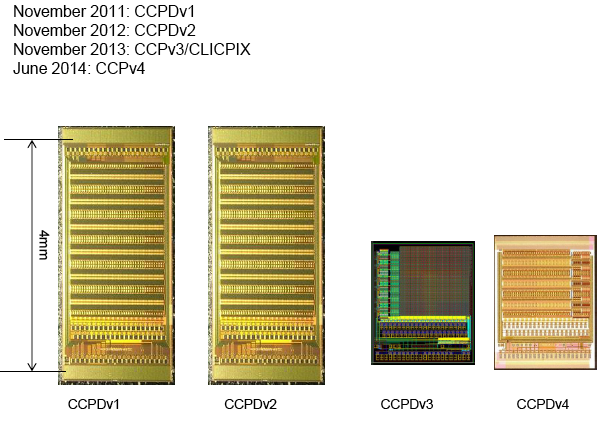 November 2011: CCPDv1
November 2012: CCPDv2
November 2013: CCPv3/CLICPIX
June 2014: CCPv4
4mm
CCPDv1
CCPDv2
CCPDv3
CCPDv4